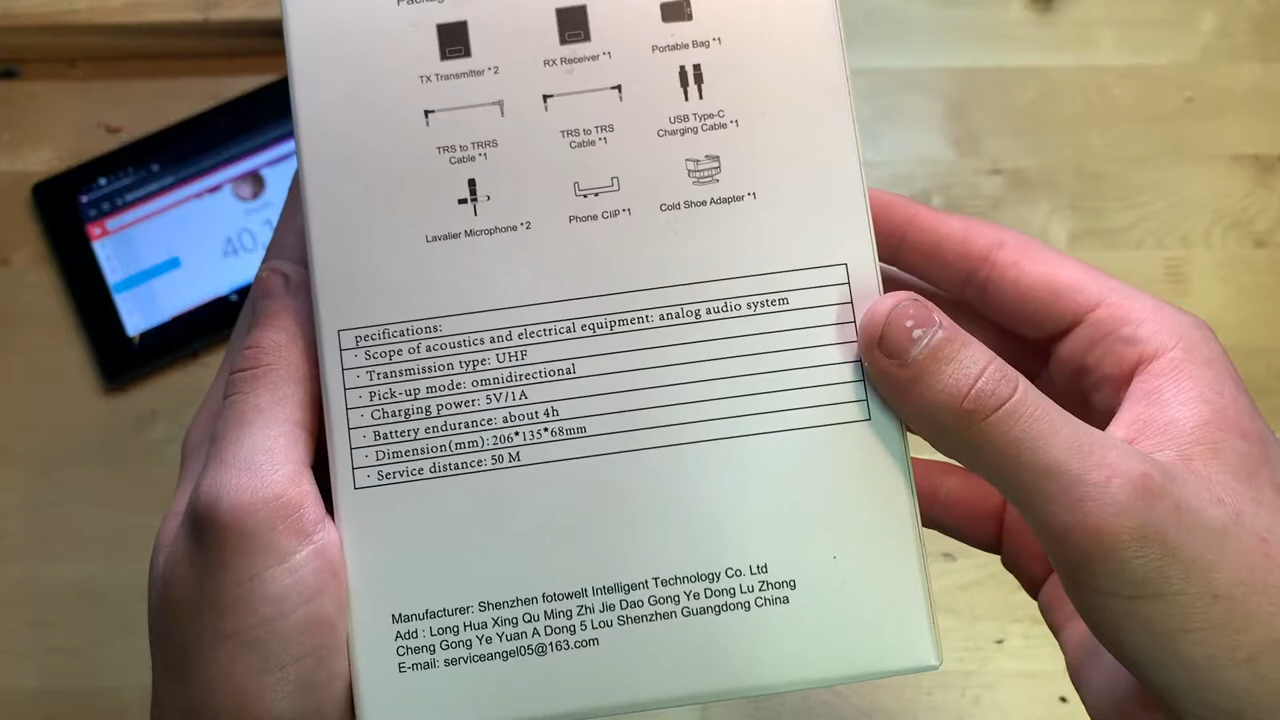 Packag
TX Transmitter *2
RX Receiver *1
Portable Bag *1
TRS to TRRS
Cable *1
TRS to TRS
Cable *1
USB Type-C
Charging Cable *1
Lavalier Microphone *2
Phone Clip *1
Cold Shoe Adapter *1
pecifications:
· Scope of acoustics and electrical equipment: analog audio system
· Transmission type: UHF
· Pick-up mode: omnidirectional
· Charging power: 5V/1A
· Battery endurance: about 4h
· Dimension(mm):206*135*68mm
· Service distance: 50 M
Manufacturer: Shenzhen fotowelt Intelligent Technology Co. Ltd
Add : Long Hua Xing Qu Ming Zhi Jie Dao Gong Ye Dong Lu Zhong
Cheng Gong Ye Yuan A Dong 5 Lou Shenzhen Guangdong China
E-mail: serviceangel05@163.com
40,1